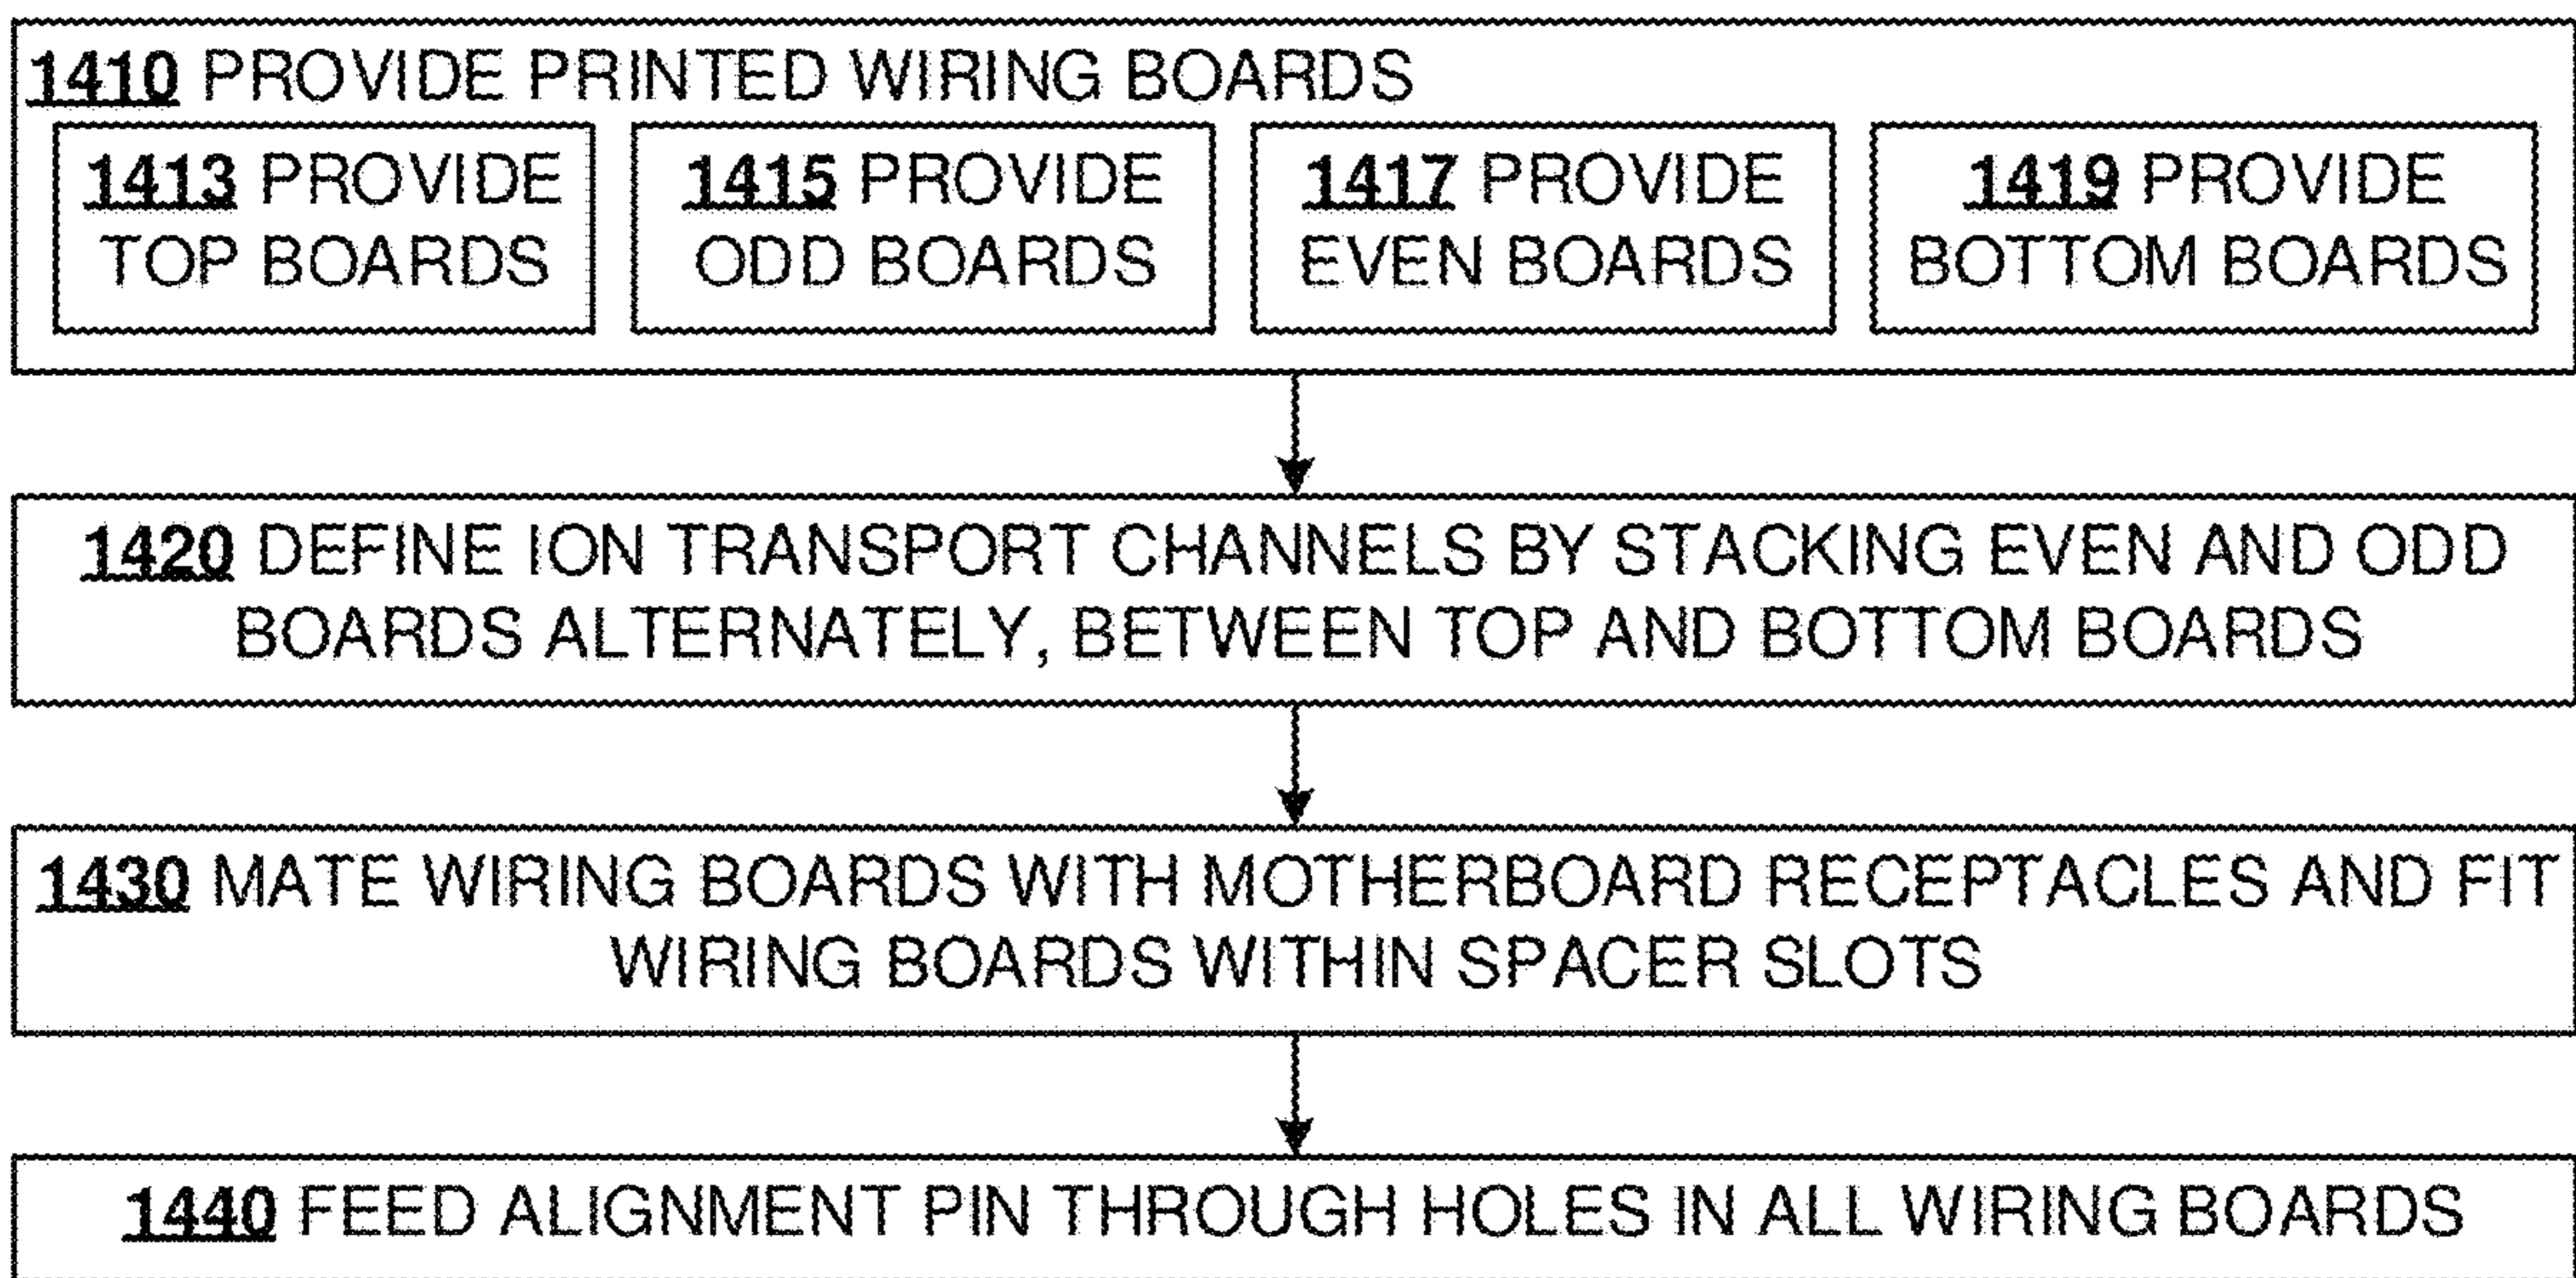 1410 PROVIDE PRINTED WIRING BOARDS
1413 PROVIDE
TOP BOARDS
1415 PROVIDE
ODD BOARDS
1417 PROVIDE
EVEN BOARDS
1419 PROVIDE
BOTTOM BOARDS
1420 DEFINE ION TRANSPORT CHANNELS BY STACKING EVEN AND ODD
BOARDS ALTERNATELY, BETWEEN TOP AND BOTTOM BOARDS
1430 MATE WIRING BOARDS WITH MOTHERBOARD RECEPTACLES AND FIT
WIRING BOARDS WITHIN SPACER SLOTS
1440 FEED ALIGNMENT PIN THROUGH HOLES IN ALL WIRING BOARDS